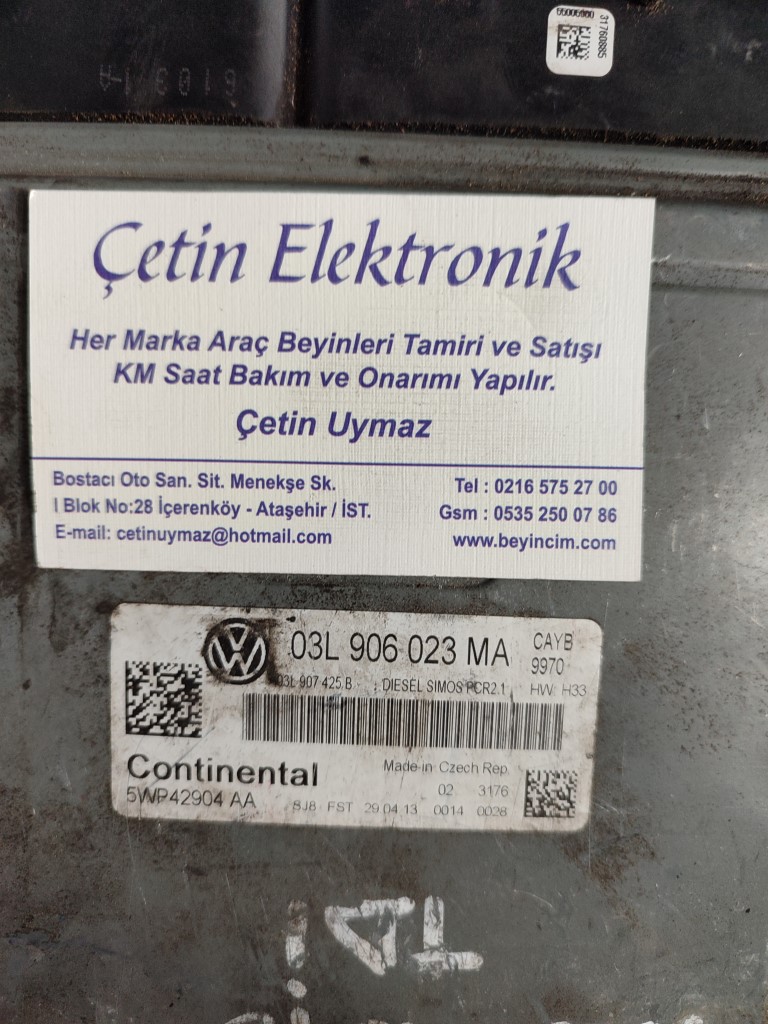 55006900
31760885
Çetin Elektronik
Her Marka Araç Beyinleri Tamiri ve Satışı
KM Saat Bakım ve Onarımı Yapılır.
Çetin Uymaz
Bostacı Oto San. Sit. Menekşe Sk.
I Blok No:28 İçerenköy - Ataşehir / İST.
E-mail: cetinuymaz@hotmail.com
Tel : 0216 575 27 00
Gsm : 0535 250 07 86
www.beyincim.com
03L 906 023 MA CAYB
9970
03L 907 425 B : DIESEL SIMOS PCR2.1 HW: H33
Continental Made in Czech Rep.
5WP42904 AA 02 3176
SJ8 FST 29.04.13 0014 0028